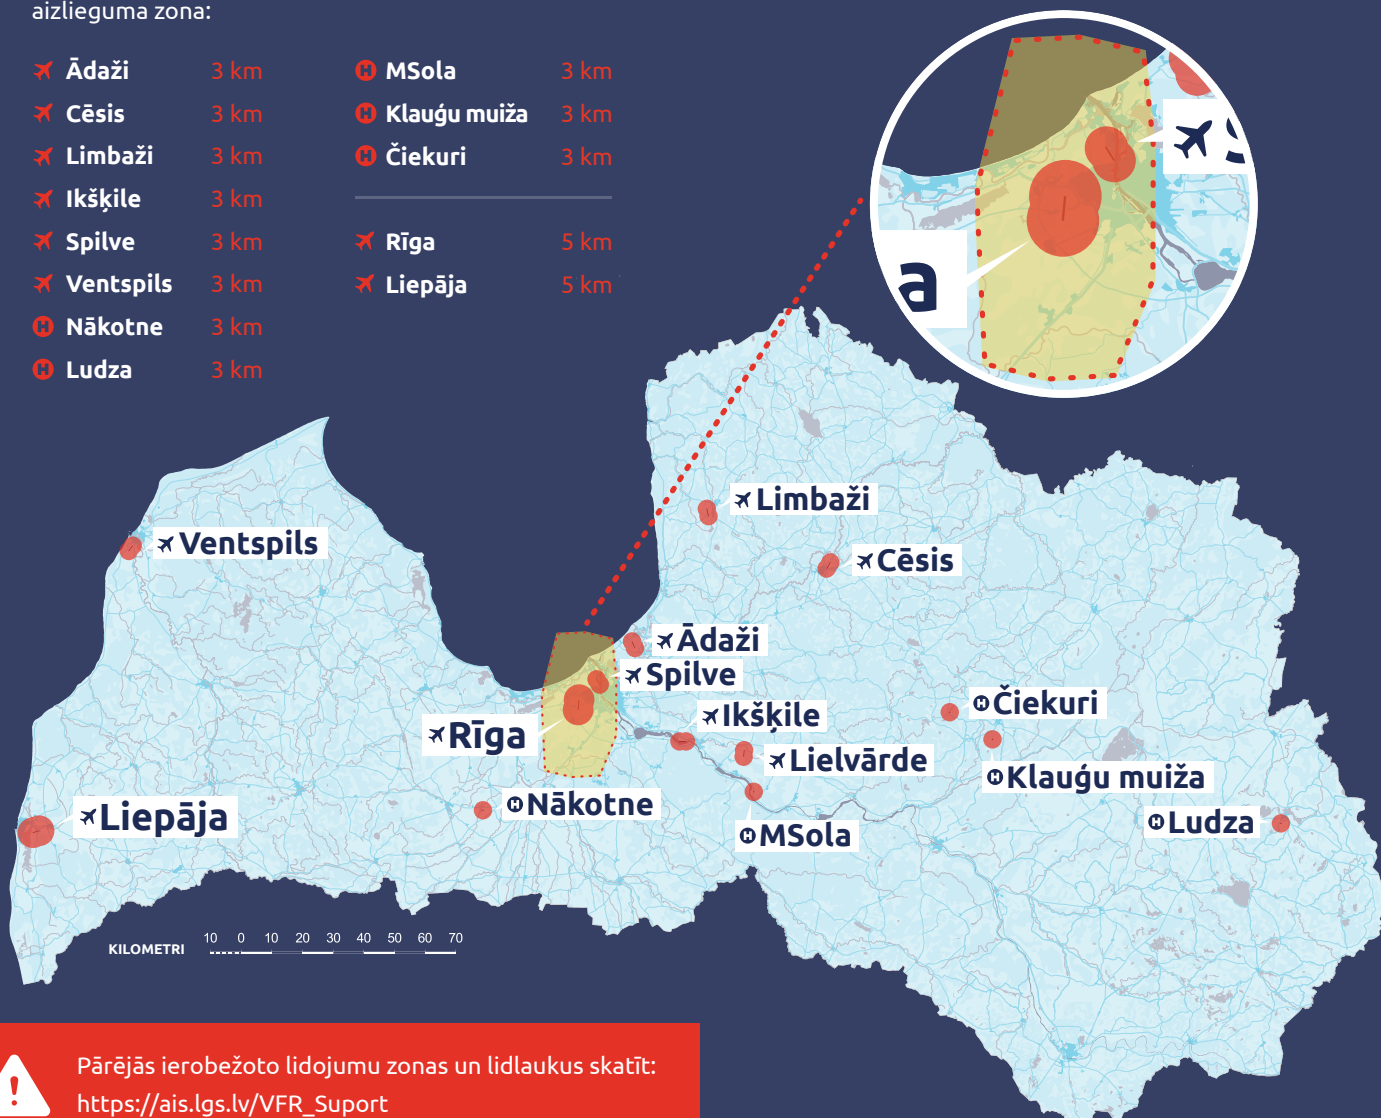 aizlieguma zona:
Ādaži 3 km
Cēsis 3 km
Limbaži 3 km
Ikšķile 3 km
Spilve 3 km
Ventspils 3 km
Nākotne 3 km
Ludza 3 km
MSola 3 km
Klauģu muiža 3 km
Čiekuri 3 km
Rīga 5 km
Liepāja 5 km
a
Limbaži
Ventspils
Cēsis
Ādaži
Spilve
Čiekuri
Ikšķile
Rīga
Lielvārde
Klauģu muiža
Nākotne
Liepāja
Ludza
MSola
KILOMETRI 10 0 10 20 30 40 50 60 70
Pārējās ierobežoto lidojumu zonas un lidlaukus skatīt:
https://ais.lgs.lv/VFR_Suport